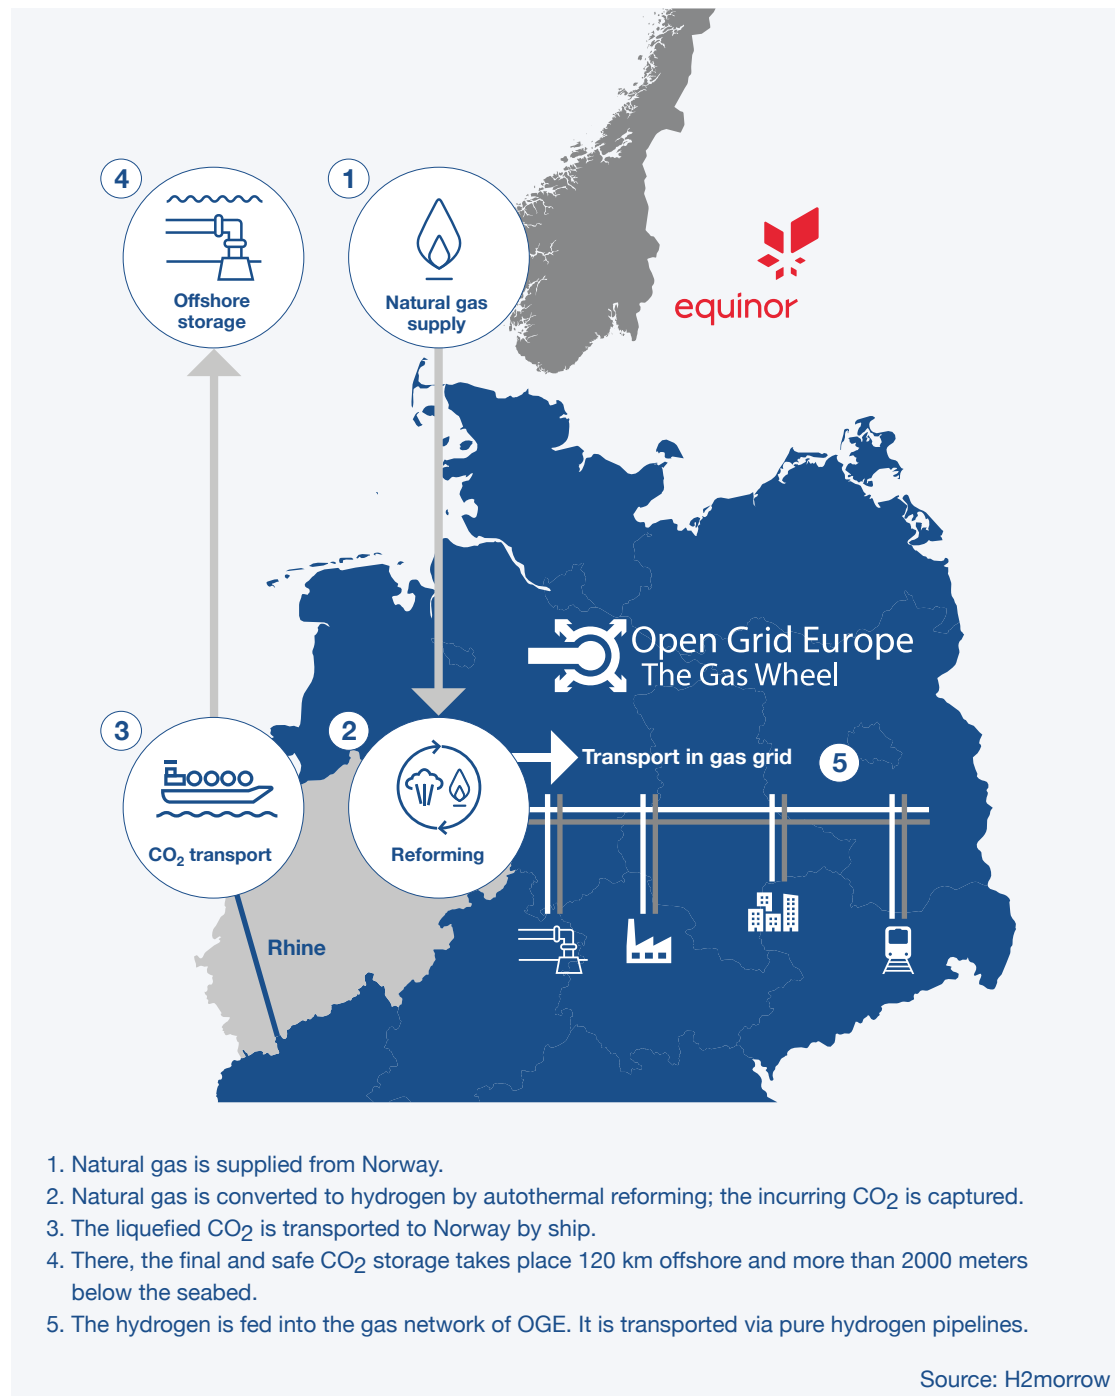 4
1
Offshore
storage
Natural gas
supply
equinor
Open Grid Europe
The Gas Wheel
3
2
Transport in gas grid
5
CO2 transport
Reforming
Rhine
1. Natural gas is supplied from Norway.
2. Natural gas is converted to hydrogen by autothermal reforming; the incurring CO2 is captured.
3. The liquefied CO2 is transported to Norway by ship.
4. There, the final and safe CO2 storage takes place 120 km offshore and more than 2000 meters
below the seabed.
5. The hydrogen is fed into the gas network of OGE. It is transported via pure hydrogen pipelines.
Source: H2morrow